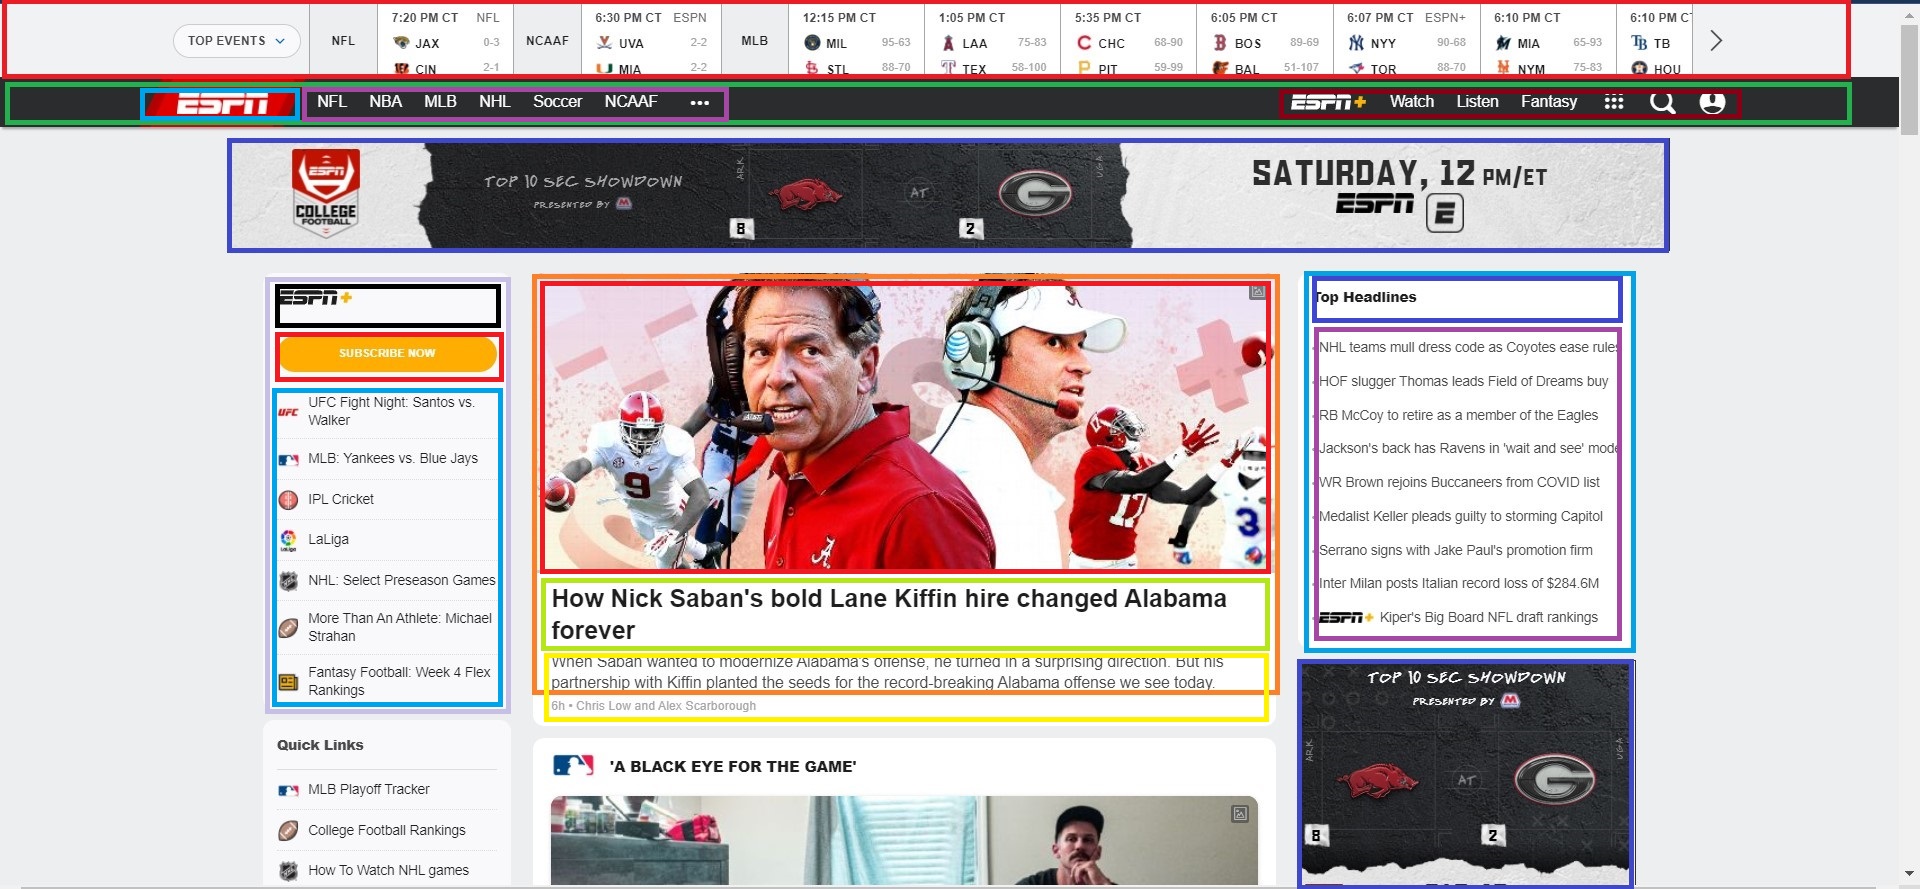 TOP EVENTS
NFL
7:20 PM CT NFL
JAX 0-3
CIN 2-1
NCAAF
6:30 PM CT ESPN
UVA 2-2
MIA 2-2
MLB
12:15 PM CT
MIL 95-63
STL 88-70
1:05 PM CT
LAA 75-83
TEX 58-100
5:35 PM CT
CHC 68-90
PIT 59-99
6:05 PM CT
BOS 89-69
BAL 51-107
6:07 PM CT ESPN+
NYY 90-68
TOR 88-70
6:10 PM CT
MIA 65-93
NYM 75-83
6:10 PM CT
TB
HOU
ESPN NFL NBA MLB NHL Soccer NCAAF ... ESPN+ Watch Listen Fantasy
ESPN
COLLEGE
FOOTBALL
TOP 10 SEC SHOWDOWN
PRESENTED BY M
ARK
8
AT
UGA
G
2
SATURDAY, 12 PM/ET
ESPN E
ESPN+
SUBSCRIBE NOW
UFC
UFC Fight Night: Santos vs.
Walker
MLB: Yankees vs. Blue Jays
IPL Cricket
LaLiga
LaLiga
NHL: Select Preseason Games
More Than An Athlete: Michael
Strahan
Fantasy Football: Week 4 Flex
Rankings
Quick Links
MLB Playoff Tracker
College Football Rankings
How To Watch NHL games
AT&T
9
17
3
How Nick Saban's bold Lane Kiffin hire changed Alabama
forever
When Saban wanted to modernize Alabama's offense, he turned in a surprising direction. But his
partnership with Kiffin planted the seeds for the record-breaking Alabama offense we see today.
6h • Chris Low and Alex Scarborough
'A BLACK EYE FOR THE GAME'
Top Headlines
NHL teams mull dress code as Coyotes ease rules
HOF slugger Thomas leads Field of Dreams buy
RB McCoy to retire as a member of the Eagles
Jackson's back has Ravens in 'wait and see' mode
WR Brown rejoins Buccaneers from COVID list
Medalist Keller pleads guilty to storming Capitol
Serrano signs with Jake Paul's promotion firm
Inter Milan posts Italian record loss of $284.6M
ESPN+ Kiper's Big Board NFL draft rankings
TOP 10 SEC SHOWDOWN
PRESENTED BY M
ARK
8
AT
UGA
G
2